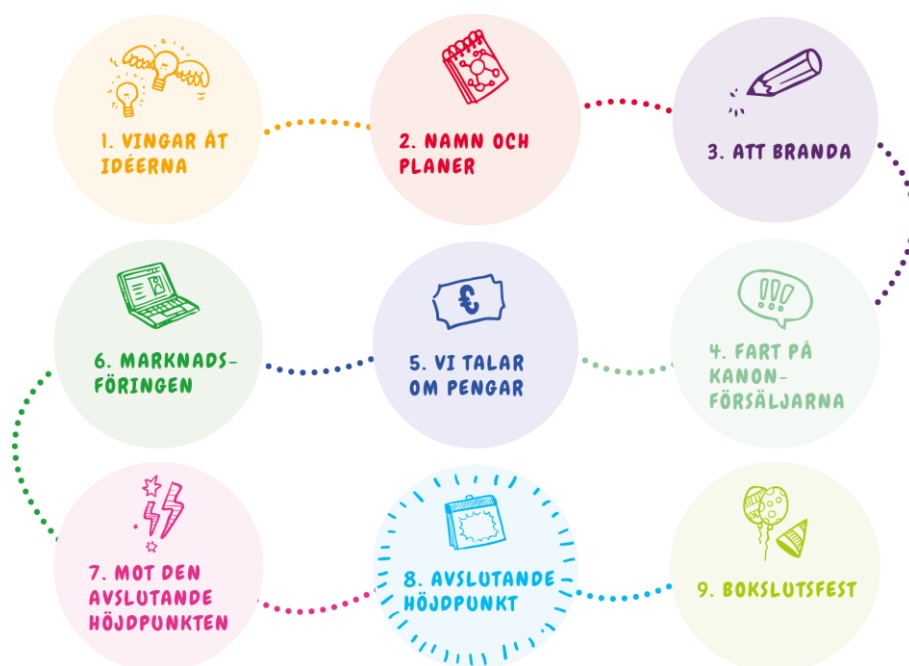 1. VINGAR ÅT
IDÉERNA
2. NAMN OCH
PLANER
3. ATT BRANDA
4. FART PÅ
KANON-
FÖRSÄLJARNA
€
5. VI TALAR
OM PENGAR
6. MARKNADS-
FÖRINGEN
7. MOT DEN
AVSLUTANDE
HÖJDPUNKTEN
8. AVSLUTANDE
HÖJDPUNKT
9. BOKSLUTSFEST